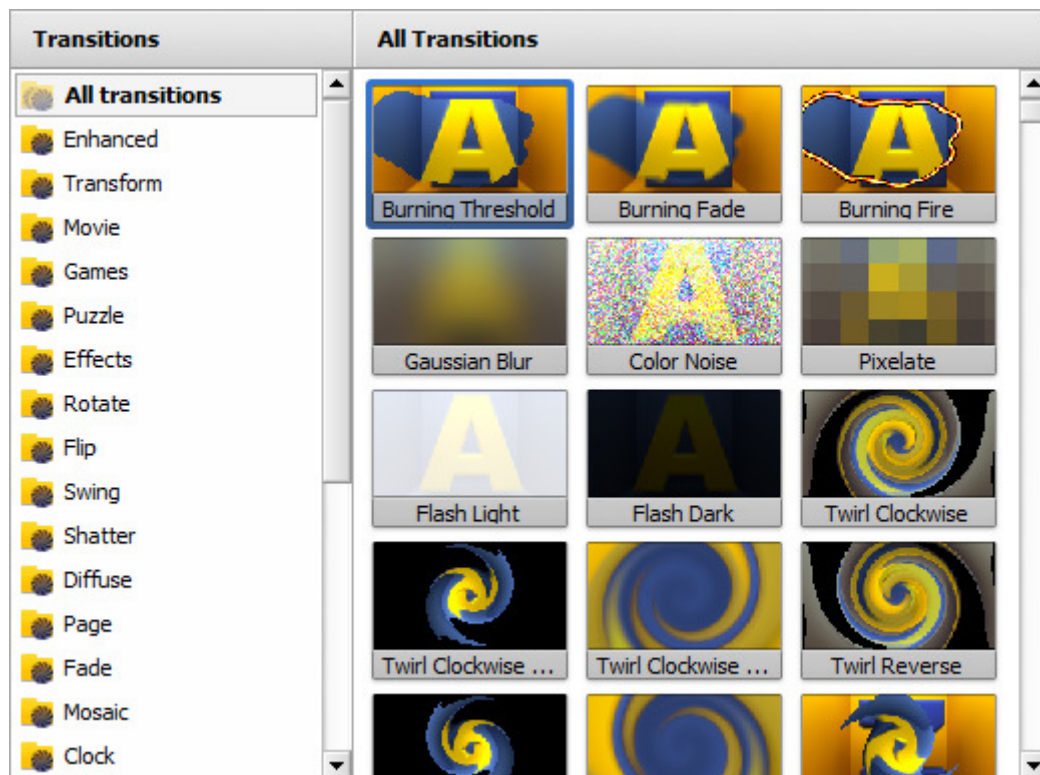 Transitions
All Transitions
All transitions
Enhanced
Transform
Movie
Games
Puzzle
Effects
Rotate
Flip
Swing
Shatter
Diffuse
Page
Fade
Mosaic
Clock
A A A
Burning Threshold Burning Fade Burning Fire
A A
Gaussian Blur Color Noise Pixelate
A A
Flash Light Flash Dark Twirl Clockwise
Twirl Clockwise ... Twirl Clockwise ... Twirl Reverse